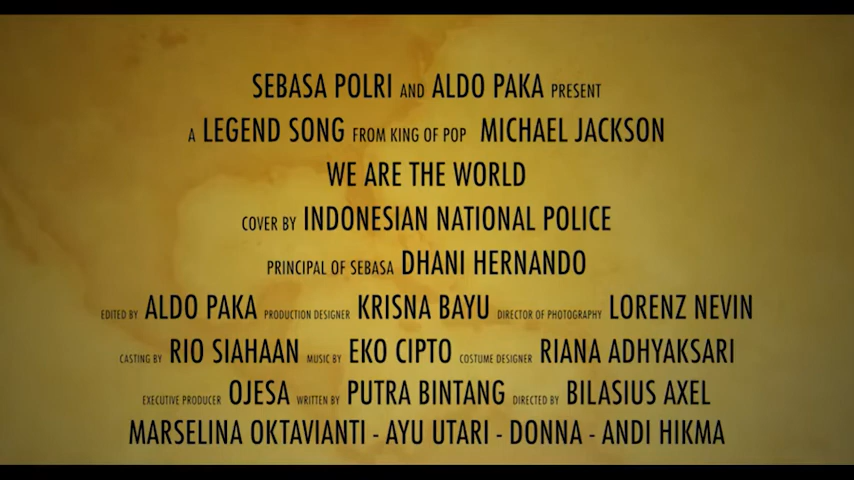 SEBASA POLRI AND ALDO PAKA PRESENT
A LEGEND SONG FROM KING OF POP MICHAEL JACKSON
WE ARE THE WORLD
COVER BY INDONESIAN NATIONAL POLICE
PRINCIPAL OF SEBASA DHANI HERNANDO
EDITED BY ALDO PAKA PRODUCTION DESIGNER KRISNA BAYU DIRECTOR OF PHOTOGRAPHY LORENZ NEVIN
CASTING BY RIO SIAHAAN MUSIC BY EKO CIPTO COSTUME DESIGNER RIANA ADHYAKSARI
EXECUTIVE PRODUCER OJESA WRITTEN BY PUTRA BINTANG DIRECTED BY BILASIUS AXEL
MARSELINA OKTAVIANTI - AYU UTARI - DONNA - ANDI HIKMA